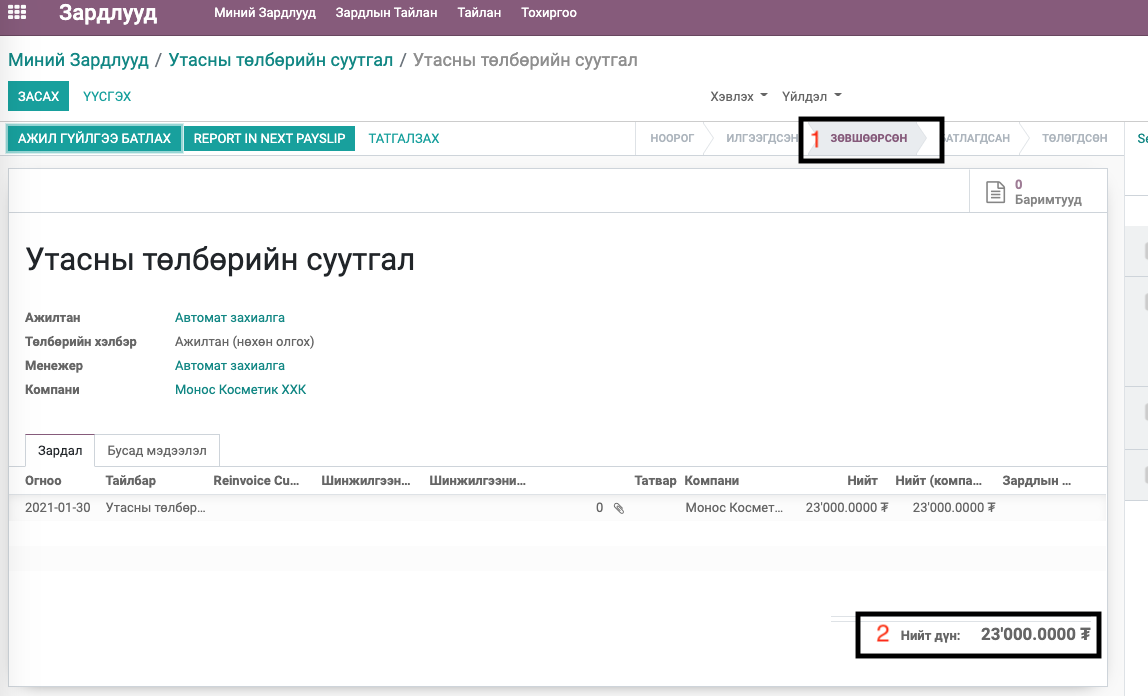 Зардлууд Миний Зардлууд Зардлын Тайлан Тайлан Тохиргоо
Миний Зардлууд / Утасны төлбөрийн суутгал / Утасны төлбөрийн суутгал
ЗАСАХ ҮҮСГЭХ Хэвлэх Үйлдэл
АЖИЛ ГҮЙЛГЭЭ БАТЛАХ REPORT IN NEXT PAYSLIP ТАТГАЛЗАХ НООРОГ ИЛГЭЭГДСЭН 1 ЗӨВШӨӨРСӨН АТЛАГДСАН ТӨЛӨГДСӨН Se
0
Баримтууд
Утасны төлбөрийн суутгал
Ажилтан Автомат захиалга
Төлбөрийн хэлбэр Ажилтан (нөхөн олгох)
Менежер Автомат захиалга
Компани Монос Косметик ХХК
Зардал Бусад мэдээлэл
Огноо Тайлбар Reinvoice Cu... Шинжилгээн... Шинжилгээни... Татвар Компани Нийт Нийт (компа... Зардлын ...
2021-01-30 Утасны төлбөр... 0 Монос Космет... 23'000.0000 ₮ 23'000.0000 ₮
2 Нийт дүн: 23'000.0000 ₮